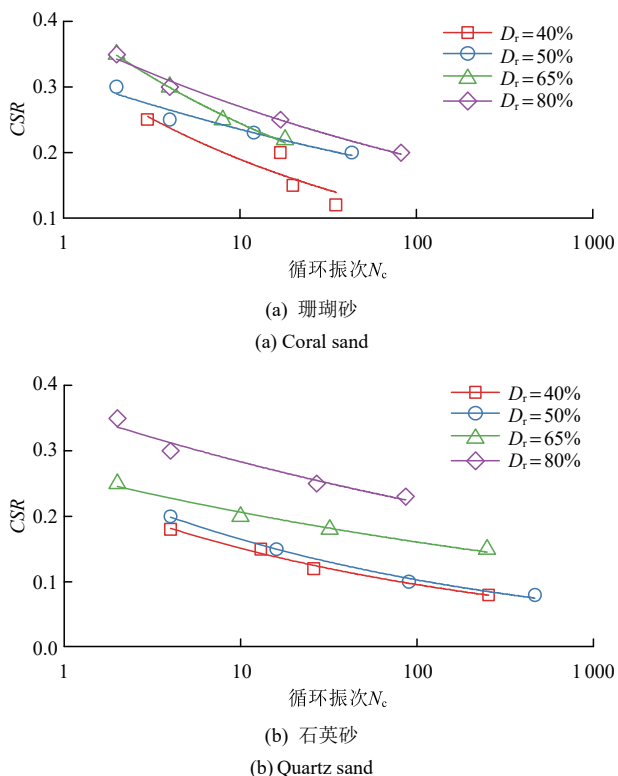 0.4
0.3
0.2
0.1
CSR
Dr=40%
Dr=50%
Dr=65%
Dr=80%
1 10 100 1 000
循环振次Nc
(a) 珊瑚砂
(a) Coral sand
0.4
0.3
0.2
0.1
0.0
CSR
Dr=40%
Dr=50%
Dr=65%
Dr=80%
1 10 100 1 000
循环振次Nc
(b) 石英砂
(b) Quartz sand